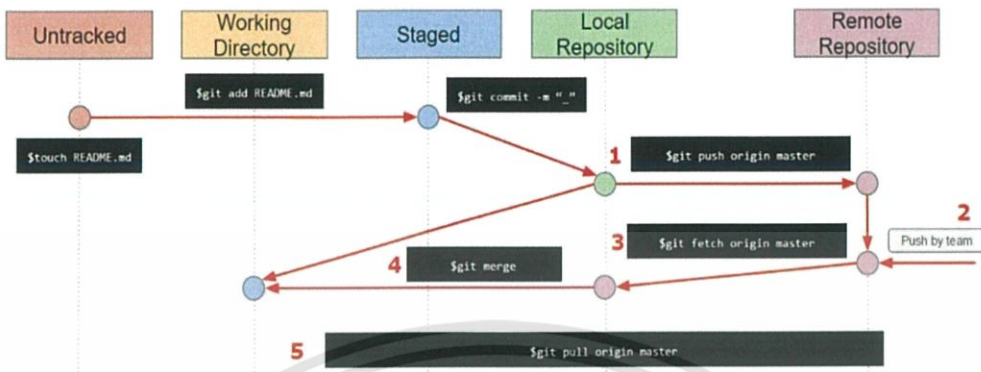 Untracked
Working
Directory
Staged
Local
Repository
Remote
Repository
$git add README.md
$git commit -m "_"
$touch README.md
1
$git push origin master
2
Push by team
3
$git fetch origin master
4
$git merge
5
$git pull origin master